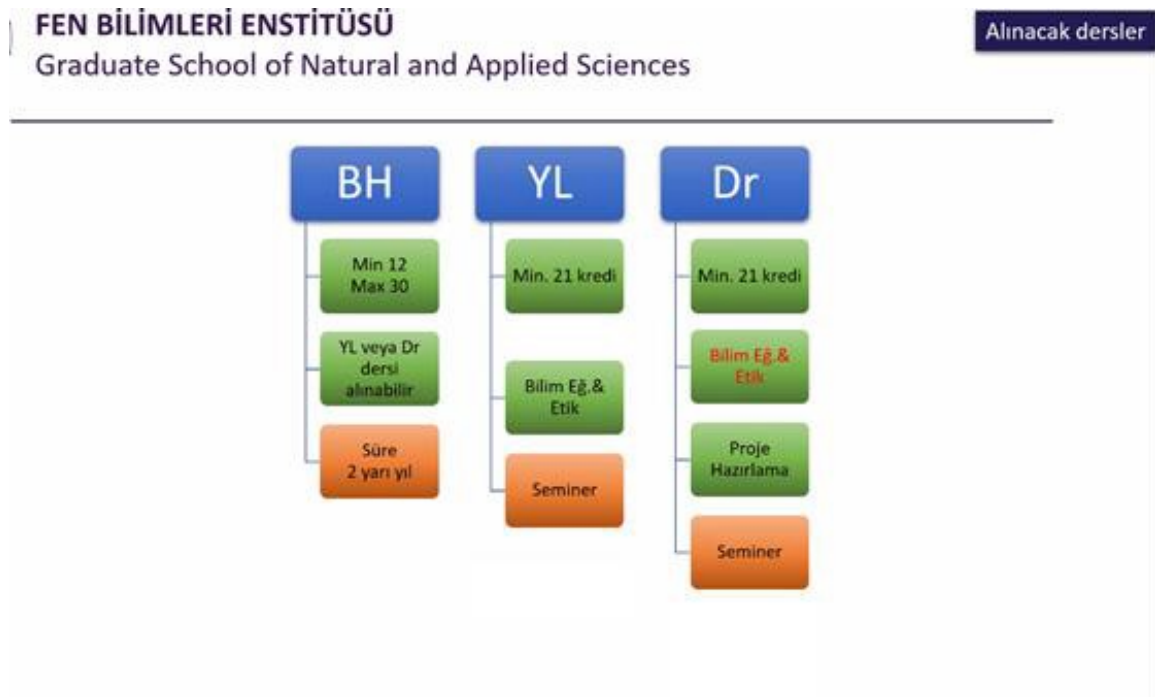 FEN BİLİMLERİ ENSTİTÜSÜ
Graduate School of Natural and Applied Sciences
Alınacak dersler
BH
Min 12
Max 30
YL veya Dr
dersi
alınabilir
Süre
2 yarı yıl
YL
Min. 21 kredi
Bilim Eğ.&
Etik
Seminer
Dr
Min. 21 kredi
Bilim Eğ.&
Etik
Proje
Hazırlama
Seminer